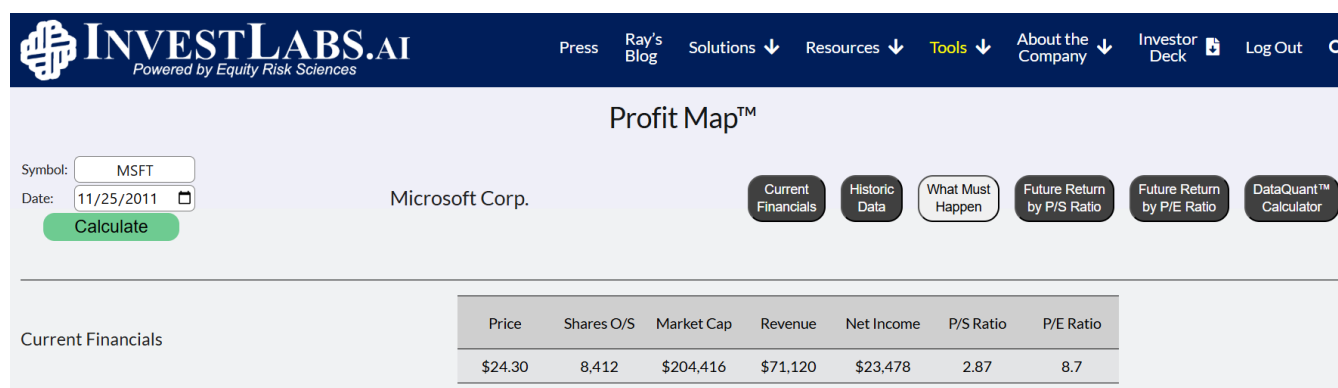 INVESTLABS.AI
Powered by Equity Risk Sciences
Press
Ray's
Blog
Solutions
Resources
Tools
About the
Company
Investor
Deck
Log Out
Profit Map™
Symbol: MSFT
Date: 11/25/2011
Calculate
Microsoft Corp.
Current
Financials
Historic
Data
What Must
Happen
Future Return
by P/S Ratio
Future Return
by P/E Ratio
DataQuant™
Calculator
Current Financials
Price Shares O/S Market Cap Revenue Net Income P/S Ratio P/E Ratio
$24.30 8,412 $204,416 $71,120 $23,478 2.87 8.7